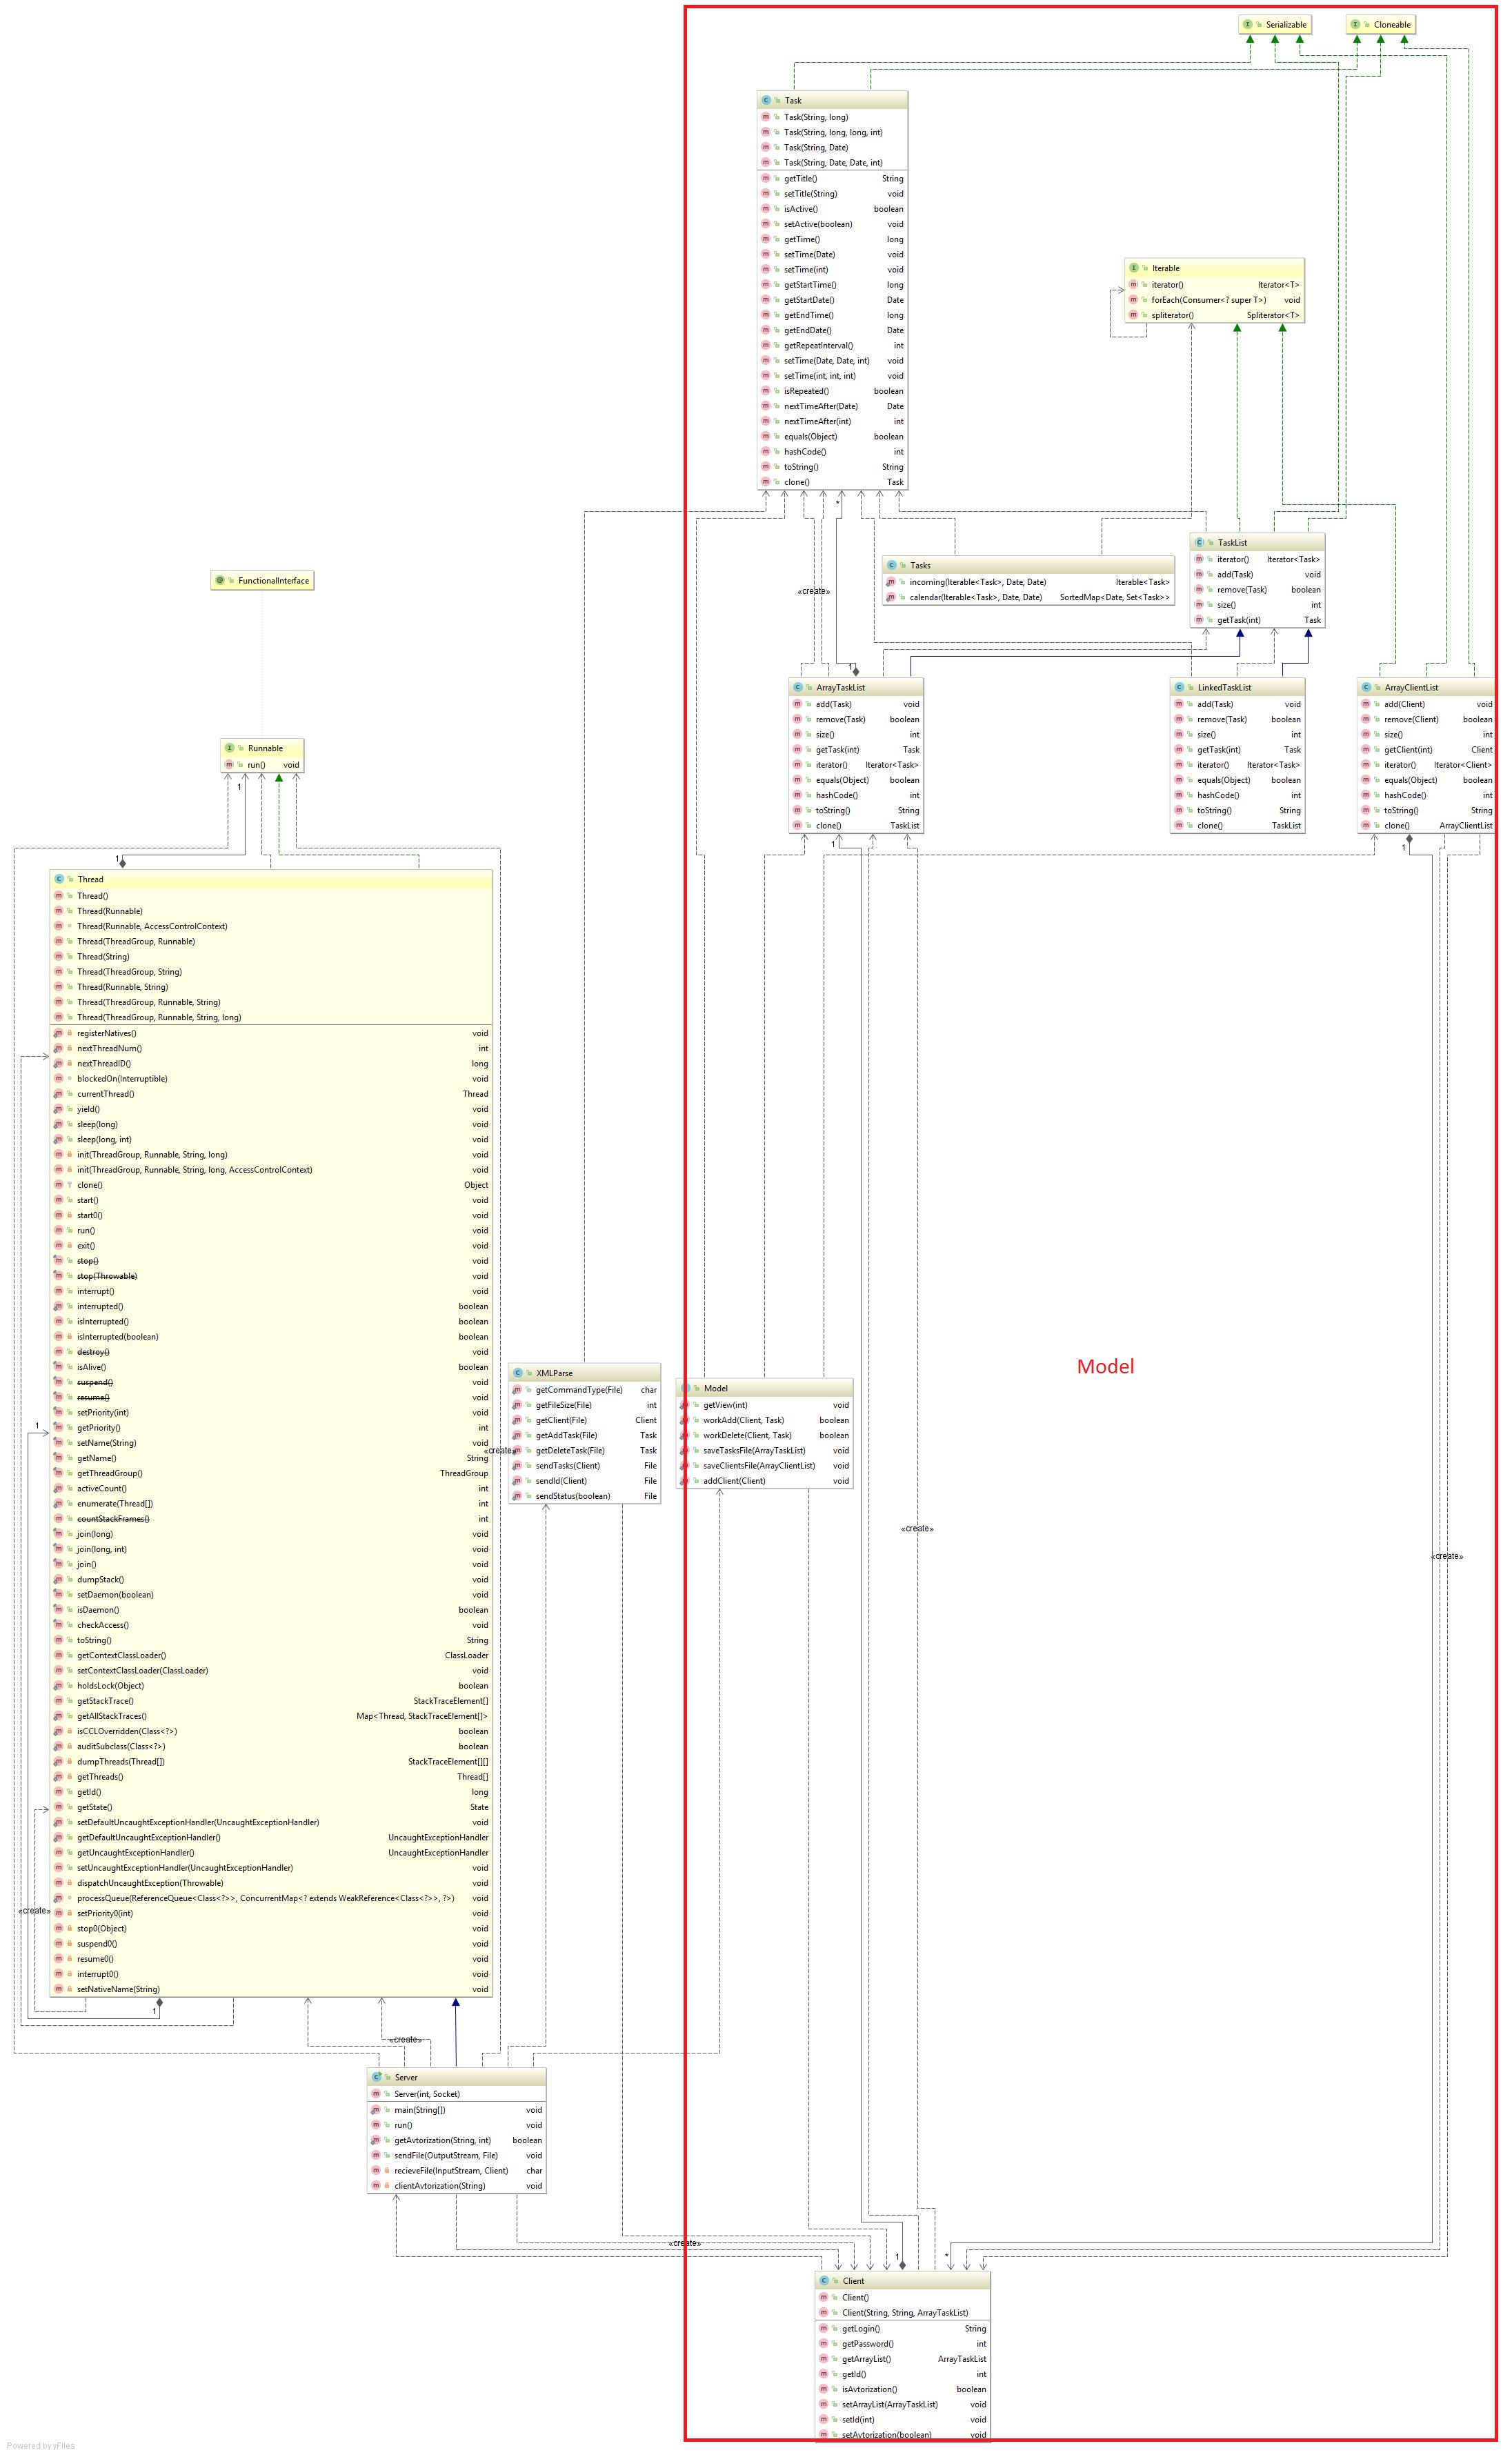 Serializable
Cloneable
Task
Task(String, long)
Task(String, long, long, int)
Task(String, Date)
Task(String, Date, Date, int)
getTitle() String
setTitle(String) void
isActive() boolean
setActive(boolean) void
getTime() long
setTime(Date) void
setTime(int) void
getStartTime() long
getStartDate() Date
getEndTime() long
getEndDate() Date
getRepeatInterval() int
setTime(Date, Date, int) void
setTime(int, int, int) void
isRepeated() boolean
nextTimeAfter(Date) Date
nextTimeAfter(int) int
equals(Object) boolean
hashCode() int
toString() String
clone() Task
Iterable
iterator() Iterator<T>
forEach(Consumer<? super T>) void
spliterator() Spliterator<T>
*
TaskList
iterator() Iterator<Task>
add(Task) void
remove(Task) boolean
size() int
getTask(int) Task
Tasks
incoming(Iterable<Task>, Date, Date) Iterable<Task>
calendar(Iterable<Task>, Date, Date) SortedMap<Date, Set<Task>>
«create»
FunctionalInterface
1
ArrayTaskList
add(Task) void
remove(Task) boolean
size() int
getTask(int) Task
iterator() Iterator<Task>
equals(Object) boolean
hashCode() int
toString() String
clone() TaskList
1
LinkedTaskList
add(Task) void
remove(Task) boolean
size() int
getTask(int) Task
iterator() Iterator<Task>
equals(Object) boolean
hashCode() int
toString() String
clone() TaskList
ArrayClientList
add(Client) void
remove(Client) boolean
size() int
getClient(int) Client
iterator() Iterator<Client>
equals(Object) boolean
hashCode() int
toString() String
clone() ArrayClientList
1
Runnable
run() void
1
1
Thread
Thread()
Thread(Runnable)
Thread(Runnable, AccessControlContext)
Thread(ThreadGroup, Runnable)
Thread(String)
Thread(ThreadGroup, String)
Thread(Runnable, String)
Thread(ThreadGroup, Runnable, String)
Thread(ThreadGroup, Runnable, String, long)
registerNatives() void
nextThreadNum() int
nextThreadID() long
blockedOn(Interruptible) void
currentThread() Thread
yield() void
sleep(long) void
sleep(long, int) void
init(ThreadGroup, Runnable, String, long) void
init(ThreadGroup, Runnable, String, long, AccessControlContext) void
clone() Object
start() void
start0() void
run() void
exit() void
stop() void
stop(Throwable) void
interrupt() void
interrupted() boolean
isInterrupted() boolean
isInterrupted(boolean) boolean
destroy() void
isAlive() boolean
suspend() void
resume() void
setPriority(int) void
getPriority() int
setName(String) void
getName() String
getThreadGroup() ThreadGroup
activeCount() int
enumerate(Thread[]) int
countStackFrames() int
join(long) void
join(long, int) void
join() void
dumpStack() void
setDaemon(boolean) void
isDaemon() boolean
checkAccess() void
toString() String
getContextClassLoader() ClassLoader
setContextClassLoader(ClassLoader) void
holdsLock(Object) boolean
getStackTrace() StackTraceElement[]
getAllStackTraces() Map<Thread, StackTraceElement[]>
isCCLOverridden(Class<?>) boolean
auditSubclass(Class<?>) boolean
dumpThreads(Thread[]) StackTraceElement[][]
getThreads() Thread[]
getId() long
getState() State
setDefaultUncaughtExceptionHandler(UncaughtExceptionHandler) void
getDefaultUncaughtExceptionHandler() UncaughtExceptionHandler
getUncaughtExceptionHandler() UncaughtExceptionHandler
setUncaughtExceptionHandler(UncaughtExceptionHandler) void
dispatchUncaughtException(Throwable) void
processQueue(ReferenceQueue<Class<?>>, ConcurrentMap<? extends WeakReference<Class<?>>, ?>) void
setPriority0(int) void
stop0(Object) void
suspend0() void
resume0() void
interrupt0() void
setNativeName(String) void
1
«create»
1
Model
XMLParse
getCommandType(File) char
getFileSize(File) int
getClient(File) Client
getAddTask(File) Task
getDeleteTask(File) Task
sendTasks(Client) File
sendId(Client) File
sendStatus(boolean) File
«create»
Model
getView(int) void
workAdd(Client, Task) boolean
workDelete(Client, Task) boolean
saveTasksFile(ArrayTaskList) void
saveClientsFile(ArrayClientList) void
addClient(Client) void
«create»
«create»
«create»
Server
Server(int, Socket)
main(String[]) void
run() void
getAvtorization(String, int) boolean
sendFile(OutputStream, File) void
recieveFile(InputStream, Client) char
clientAvtorization(String) void
«create»
1
*
Client
Client()
Client(String, String, ArrayTaskList)
getLogin() String
getPassword() int
getArrayList() ArrayTaskList
getId() int
isAvtorization() boolean
setArrayList(ArrayTaskList) void
setId(int) void
setAvtorization(boolean) void
Powered by yFiles